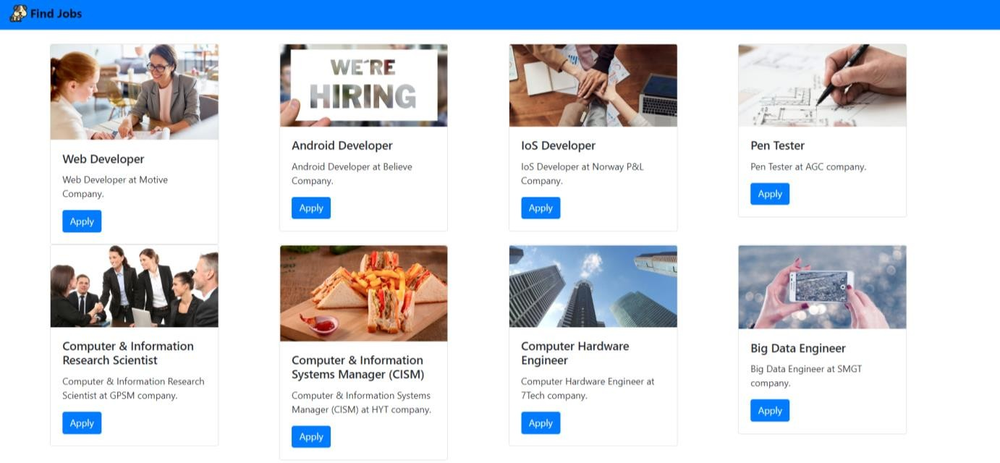 Find Jobs
WE'RE
HIRING
Web Developer
Web Developer at Motive
Company.
Apply
Android Developer
Android Developer at Believe
Company.
Apply
IoS Developer
IoS Developer at Norway P&L
Company.
Apply
Pen Tester
Pen Tester at AGC company.
Apply
Computer & Information
Research Scientist
Computer & Information Research
Scientist at GPSM company.
Apply
Computer & Information
Systems Manager (CISM)
Computer & Information Systems
Manager (CISM) at HYT company.
Apply
Computer Hardware
Engineer
Computer Hardware Engineer at
7Tech company.
Apply
Big Data Engineer
Big Data Engineer at SMGT
company.
Apply